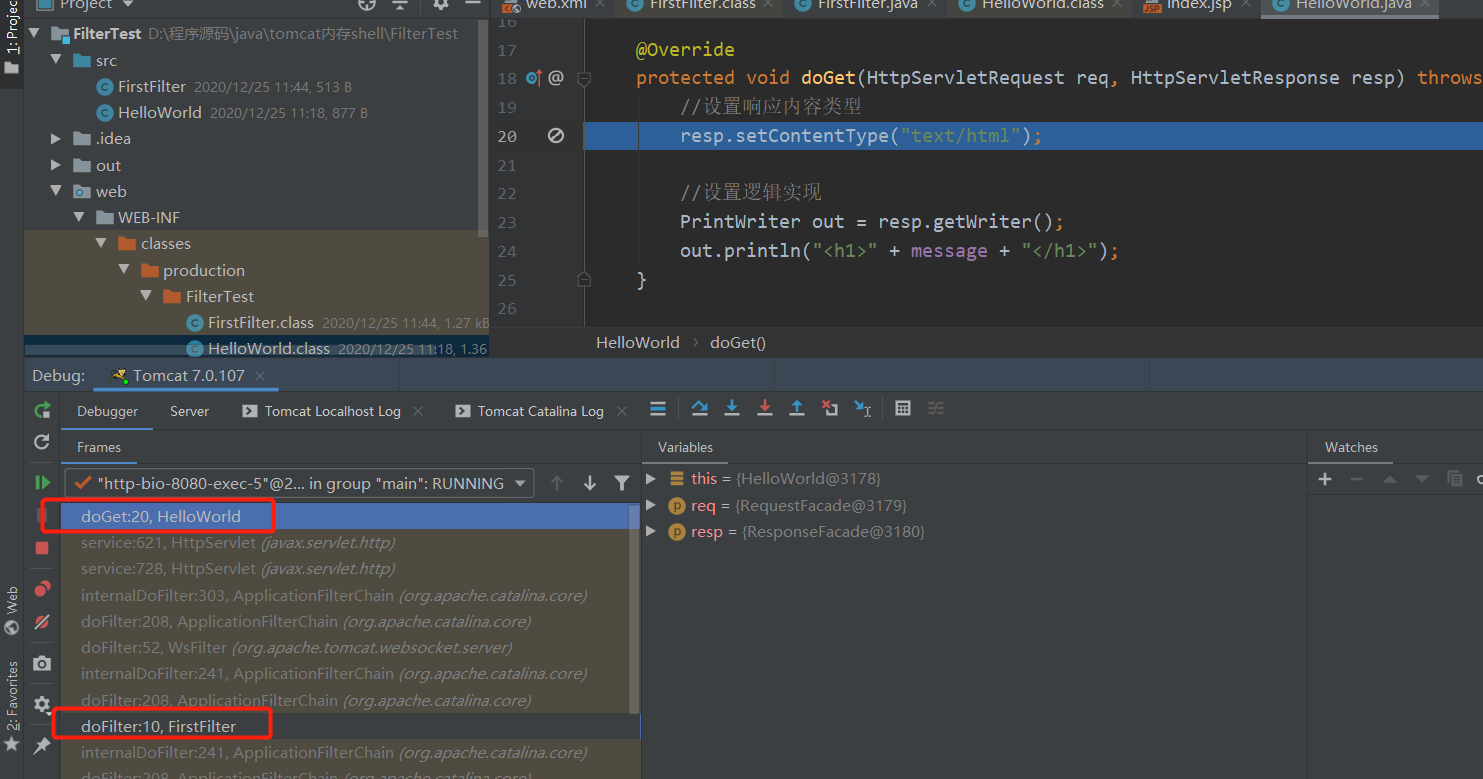 Project
web.xml FirstFilter.class FirstFilter.java HelloWorld.class index.jsp HelloWorld.java
1: Project
FilterTest D:\程序源码\java\tomcat内存shell\FilterTest
src
FirstFilter 2020/12/25 11:44, 513 B
HelloWorld 2020/12/25 11:18, 877 B
.idea
out
web
WEB-INF
classes
production
FilterTest
FirstFilter.class 2020/12/25 11:44, 1.27 kB
HelloWorld.class 2020/12/25 11:18, 1.36
16
17 @Override
18 @ protected void doGet(HttpServletRequest req, HttpServletResponse resp) throws
19 //设置响应内容类型
20 resp.setContentType("text/html");
21
22 //设置逻辑实现
23 PrintWriter out = resp.getWriter();
24 out.println("<h1>" + message + "</h1>");
25 }
26
HelloWorld › doGet()
Debug: Tomcat 7.0.107
Debugger Server Tomcat Localhost Log Tomcat Catalina Log
Frames Variables Watches
"http-bio-8080-exec-5"@2... in group "main": RUNNING
doGet:20, HelloWorld
service:621, HttpServlet (javax.servlet.http)
service:728, HttpServlet (javax.servlet.http)
internalDoFilter:303, ApplicationFilterChain (org.apache.catalina.core)
doFilter:208, ApplicationFilterChain (org.apache.catalina.core)
doFilter:52, WsFilter (org.apache.tomcat.websocket.server)
internalDoFilter:241, ApplicationFilterChain (org.apache.catalina.core)
doFilter:208, ApplicationFilterChain (org.apache.catalina.core)
doFilter:10, FirstFilter
internalDoFilter:241, ApplicationFilterChain (org.apache.catalina.core)
doFilter:208, ApplicationFilterChain (org.apache.catalina.core)
this = {HelloWorld@3178}
req = {RequestFacade@3179}
resp = {ResponseFacade@3180}
Web
2: Favorites